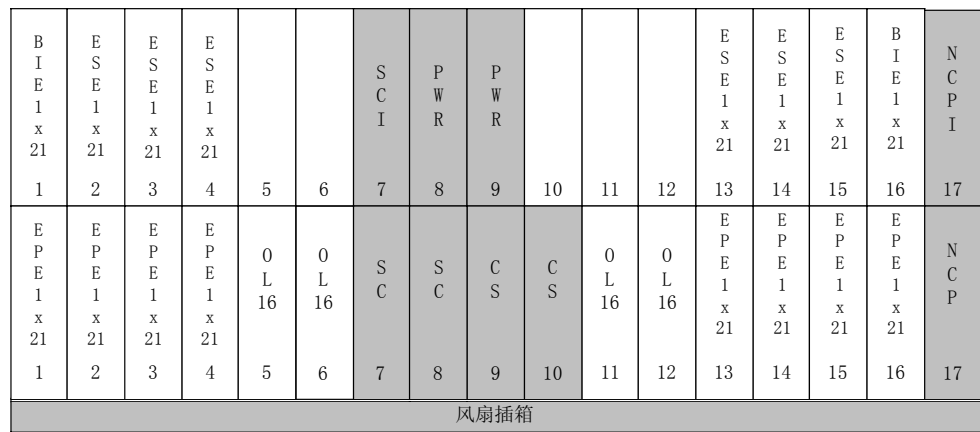 BIE1x21 ESE1x21 ESE1x21 ESE1x21 SCI PWR PWR ESE1x21 ESE1x21 ESE1x21 BIE1x21 NCPI
1 2 3 4 5 6 7 8 9 10 11 12 13 14 15 16 17
EPE1x21 EPE1x21 EPE1x21 EPE1x21 OL16 OL16 SC SC CS CS OL16 OL16 EPE1x21 EPE1x21 EPE1x21 EPE1x21 NCP
1 2 3 4 5 6 7 8 9 10 11 12 13 14 15 16 17
风扇插箱